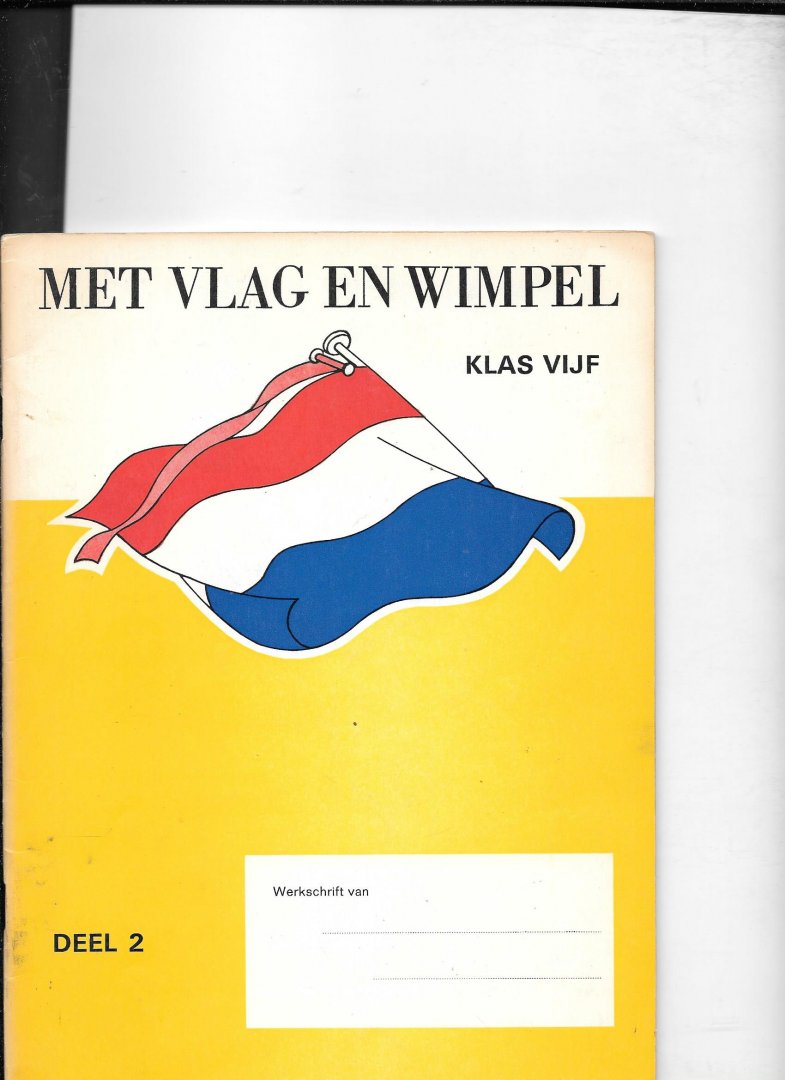 MET VLAG EN WIMPEL
KLAS VIJF
Werkschrift van
DEEL 2